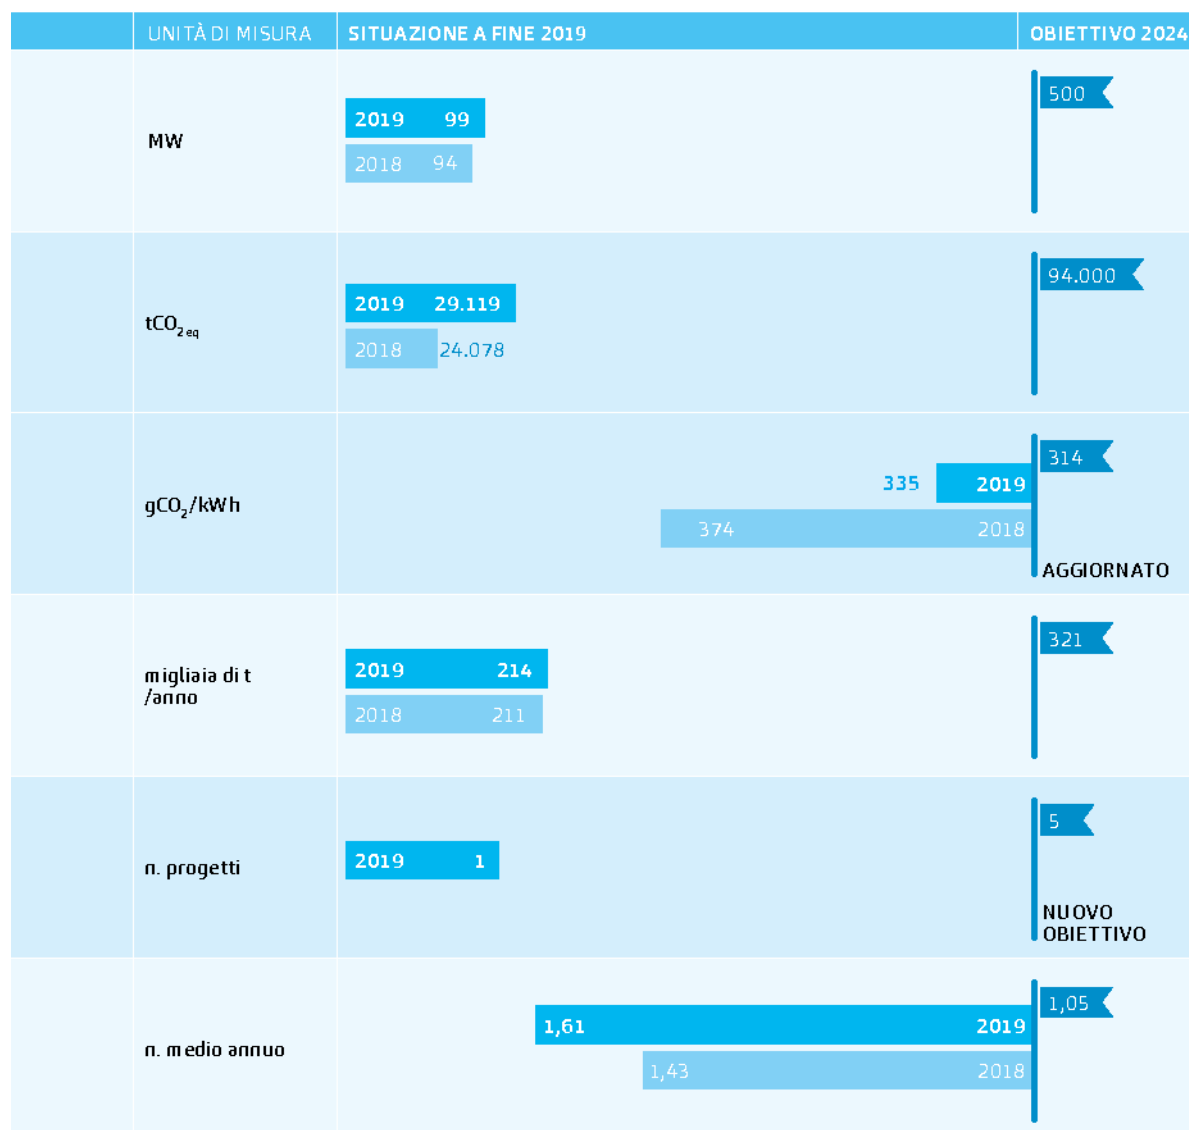 UNITÀ DI MISURA SITUAZIONE A FINE 2019 OBIETTIVO 2024
500
2019 99
MW
2018 94
94.000
2019 29.119
tCO2 eq
2018 24.078
314
335 2019
gCO2/kWh
374 2018
AGGIORNATO
321
2019 214
migliaia di t
/anno
2018 211
5
2019 1
n. progetti
NUOVO
OBIETTIVO
1,05
1,61 2019
n. medio annuo
1,43 2018